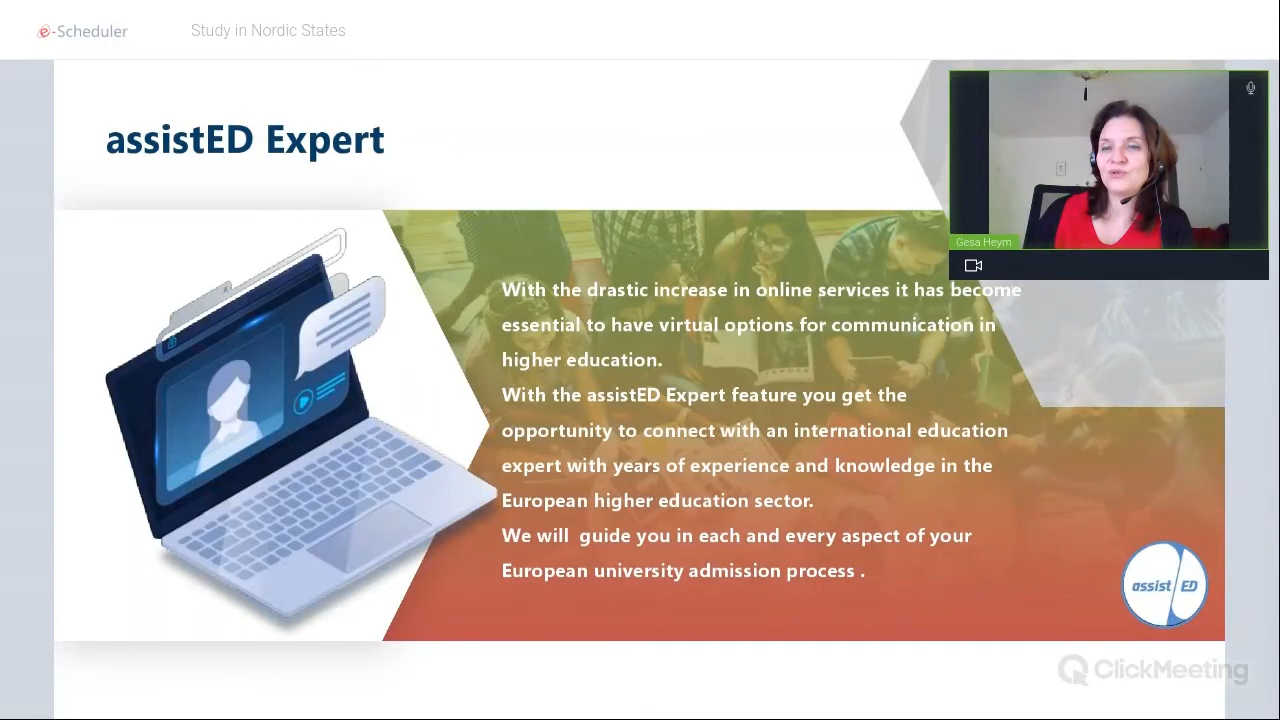 e-Scheduler
Study in Nordic States
assistED Expert
Gesa Heym
With the drastic increase in online services it has become
essential to have virtual options for communication in
higher education.
With the assistED Expert feature you get the
opportunity to connect with an international education
expert with years of experience and knowledge in the
European higher education sector.
We will  guide you in each and every aspect of your
European university admission process .
assist ED
ClickMeeting